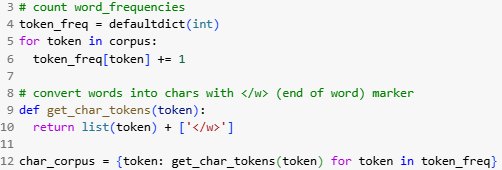 3 # count word_frequencies
4 token_freq = defaultdict(int)
5 for token in corpus:
6   token_freq[token] += 1
7
8 # convert words into chars with </w> (end of word) marker
9 def get_char_tokens(token):
10   return list(token) + ['</w>']
11
12 char_corpus = {token: get_char_tokens(token) for token in token_freq}